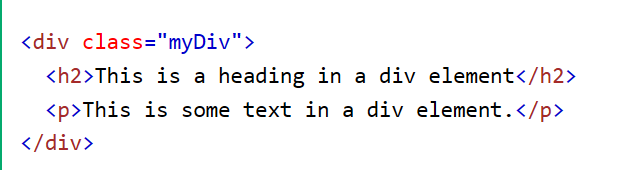 <div class="myDiv">
  <h2>This is a heading in a div element</h2>
  <p>This is some text in a div element.</p>
</div>